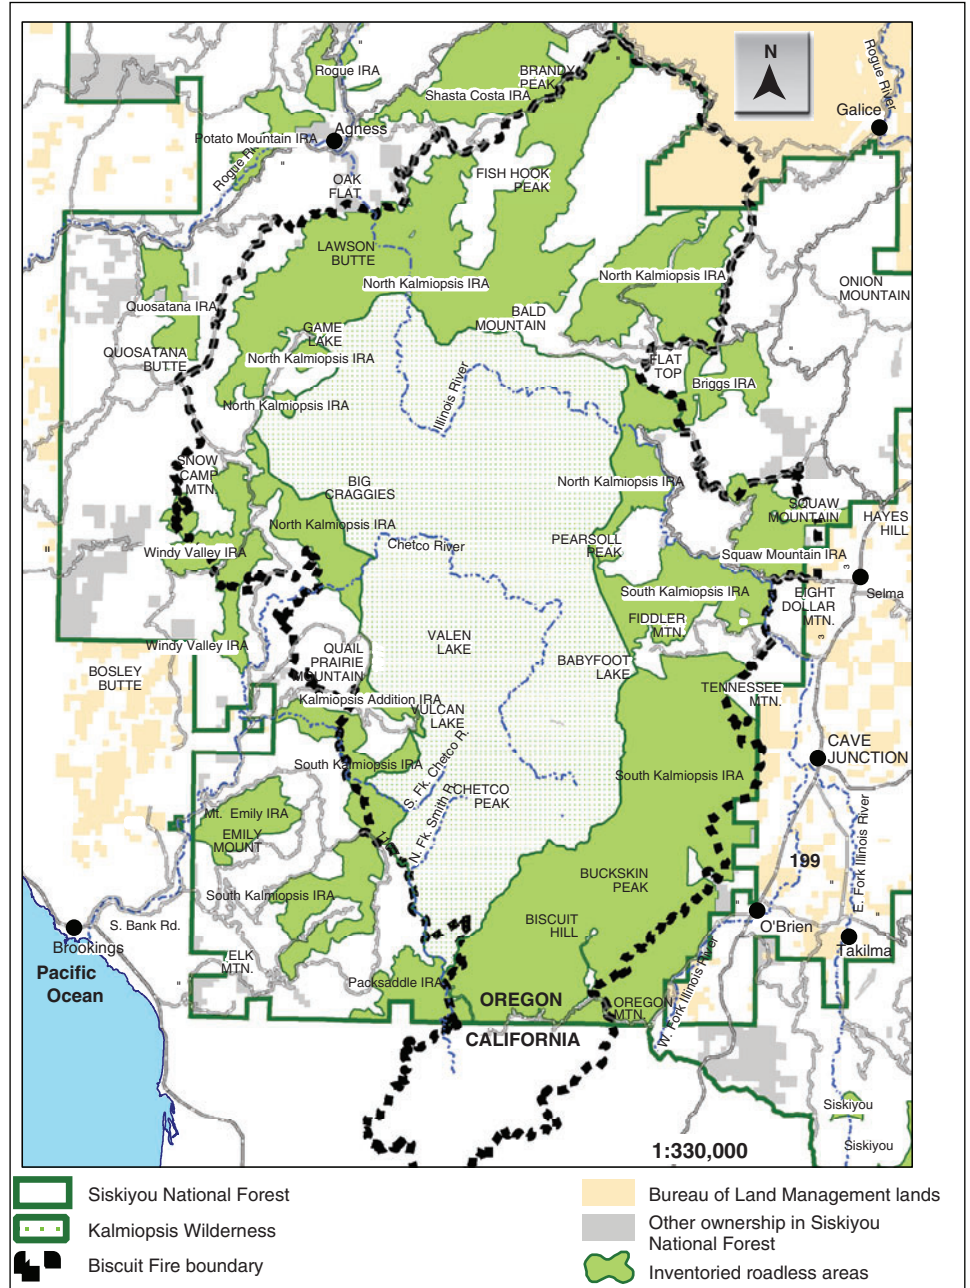 N
Rogue River
Rogue IRA
BRANDY
PEAK
Shasta Costa IRA
Galice
Potato Mountain IRA
Agness
Rogue
OAK
FLAT
FISH HOOK
PEAK
LAWSON
BUTTE
North Kalmiopsis IRA
North Kalmiopsis IRA
ONION
MOUNTAIN
Quosatana IRA
BALD
MOUNTAIN
GAME
LAKE
QUOSATANA
BUTTE
North Kalmiopsis IRA
FLAT
TOP
Briggs IRA
Illinois River
North Kalmiopsis IRA
SNOW
CAMP
MTN.
BIG
CRAGGIES
North Kalmiopsis IRA
SQUAW
MOUNTAIN
HAYES
HILL
North Kalmiopsis IRA
Chetco River
PEARSOLL
PEAK
Windy Valley IRA
Squaw Mountain IRA
3
South Kalmiopsis IRA
EIGHT
DOLLAR
MTN.
Selma
FIDDLER
MTN.
3
VALEN
LAKE
Windy Valley IRA
QUAIL
PRAIRIE
MOUNTAIN
BABYFOOT
LAKE
BOSLEY
BUTTE
TENNESSEE
MTN.
Kalmiopsis Addition IRA
VULCAN
LAKE
CAVE
JUNCTION
South Kalmiopsis IRA
S. Fk. Chetco R.
South Kalmiopsis IRA
N. Fk. Smith R.
CHETCO
PEAK
Mt. Emily IRA
EMILY
MOUNT
E. Fork Illinois River
199
BUCKSKIN
PEAK
South Kalmiopsis IRA
S. Bank Rd.
BISCUIT
HILL
O'Brien
Brookings
Takilma
ELK
MTN.
Pacific
Ocean
Packsaddle IRA
W. Fork Illinois River
OREGON
OREGON
MTN.
CALIFORNIA
Siskiyou
Siskiyou
1:330,000
Siskiyou National Forest
Kalmiopsis Wilderness
Biscuit Fire boundary
Bureau of Land Management lands
Other ownership in Siskiyou
National Forest
Inventoried roadless areas